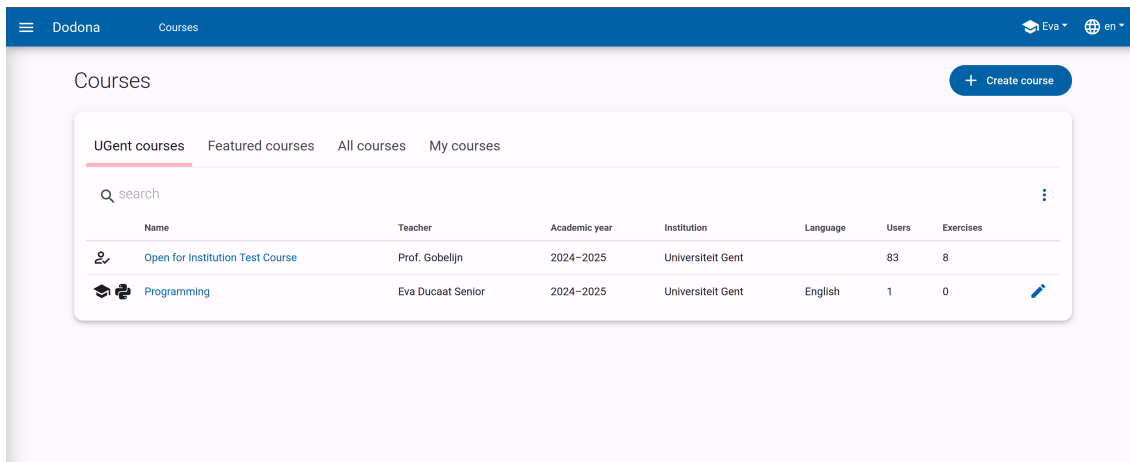 Dodona Courses Eva en
Courses
Create course
UGent courses Featured courses All courses My courses
search
Name Teacher Academic year Institution Language Users Exercises
Open for Institution Test Course Prof. Gobelijn 2024–2025 Universiteit Gent 83 8
Programming Eva Ducaat Senior 2024–2025 Universiteit Gent English 1 0